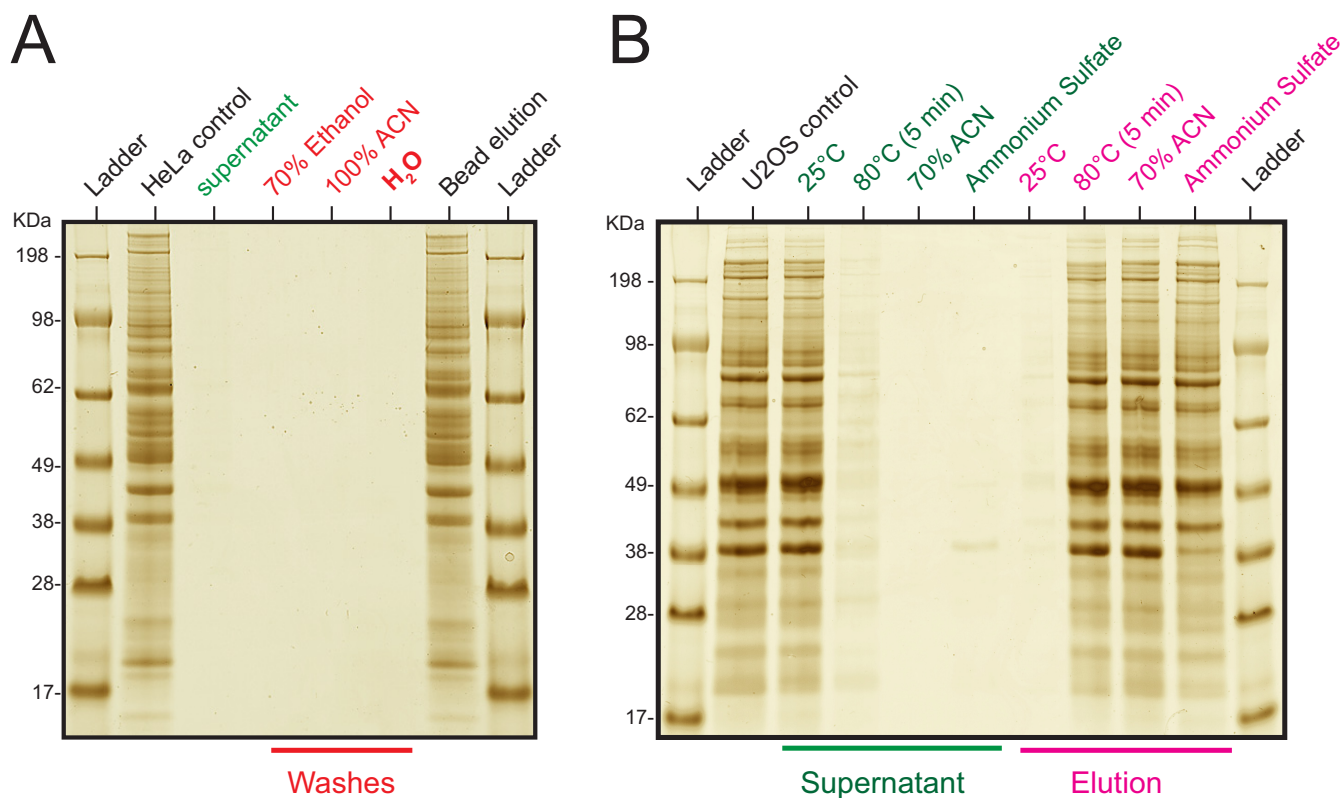 A
Ladder
HeLa control
supernatant
70% Ethanol
100% ACN
H₂O
Bead elution
Ladder
KDa
198 -
98-
62-
49-
38-
28-
17-
Washes
B
Ladder
U2OS control
25°C
80°C (5 min)
70% ACN
Ammonium Sulfate
25°C
80°C (5 min)
70% ACN
Ammonium Sulfate
Ladder
KDa
198 -
98-
62-
49-
38-
28-
17-
Supernatant
Elution